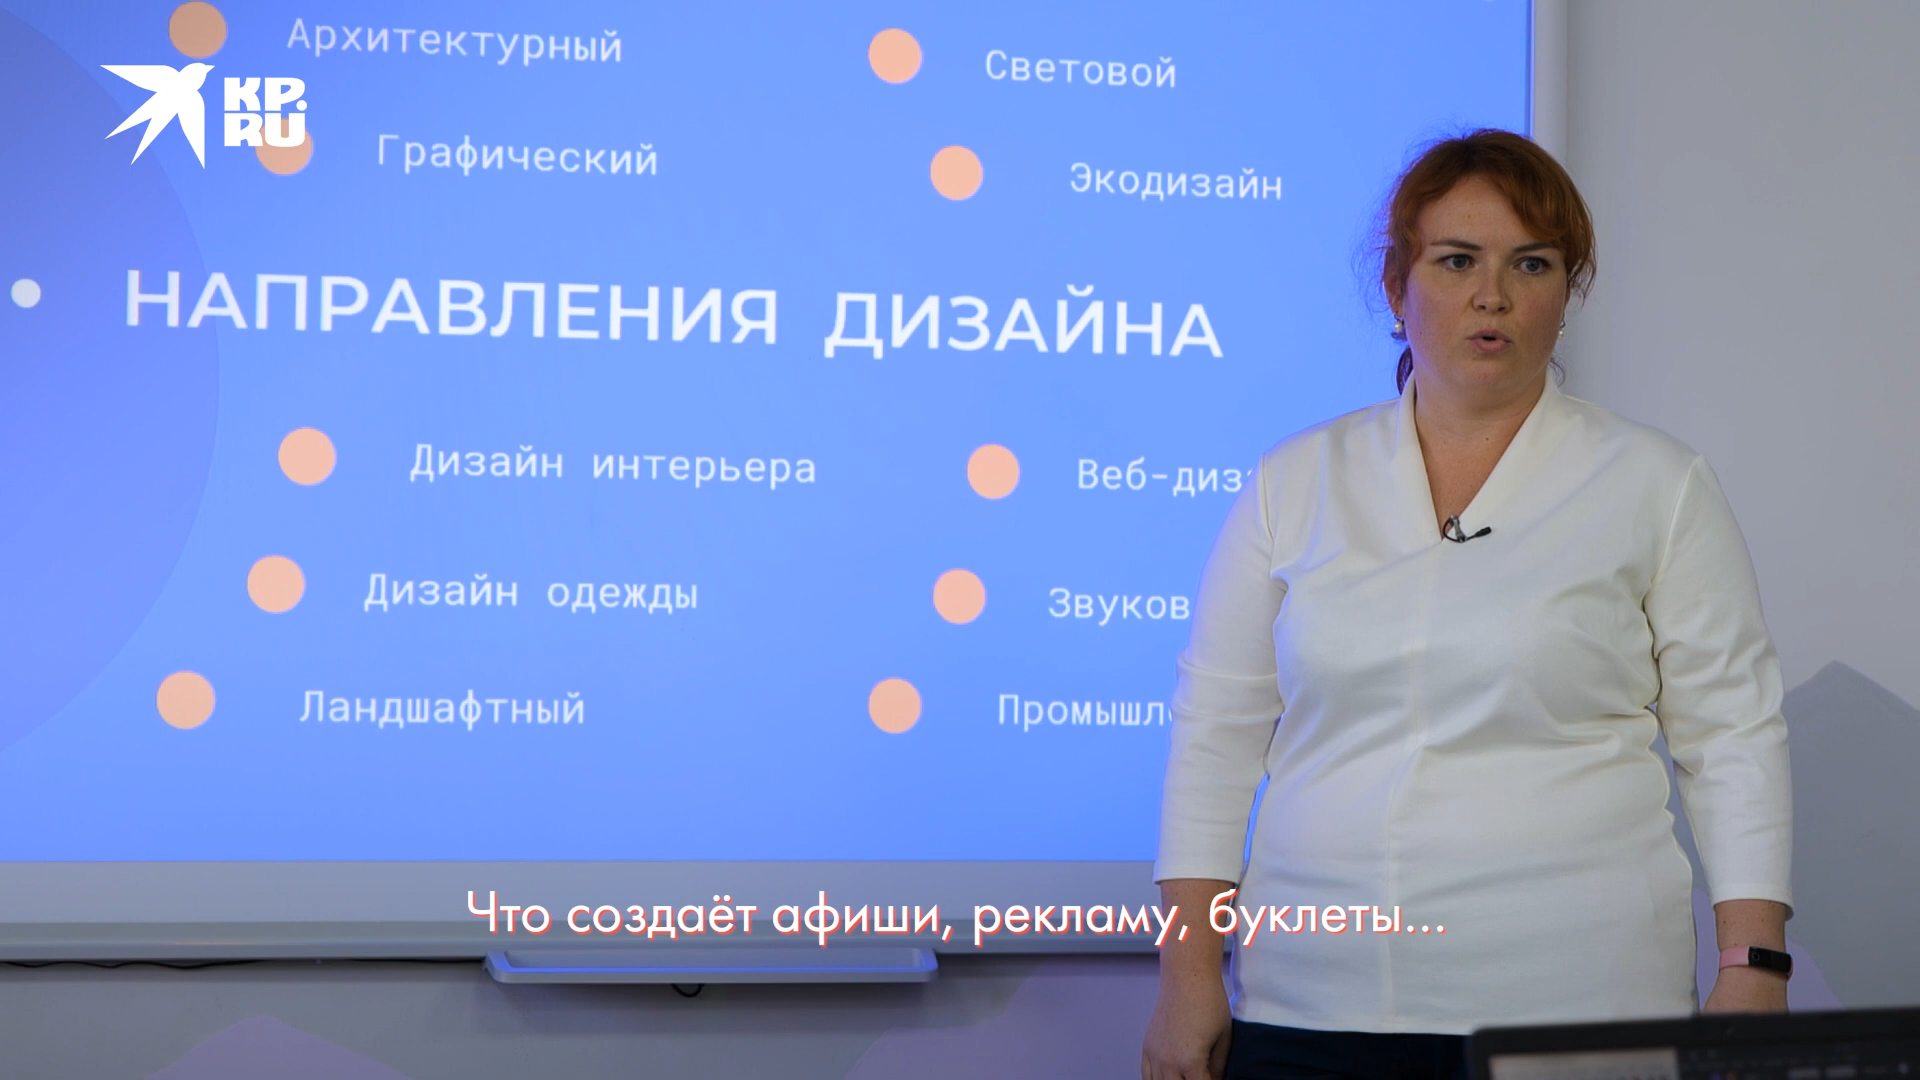 Архитектурный
Световой
KP.
RU
Графический
Экодизайн
НАПРАВЛЕНИЯ ДИЗАЙНА
Дизайн интерьера
Дизайн одежды
Ландшафтный
Что создаёт афиши, рекламу, буклеты...